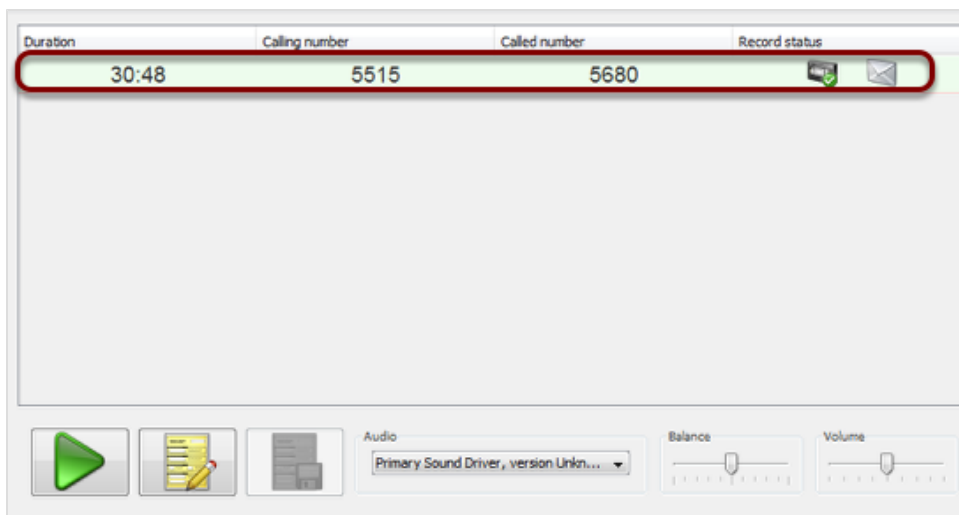 Duration Calling number Called number Record status
30:48 5515 5680
Audio Balance Volume
Primary Sound Driver, version Unkn...